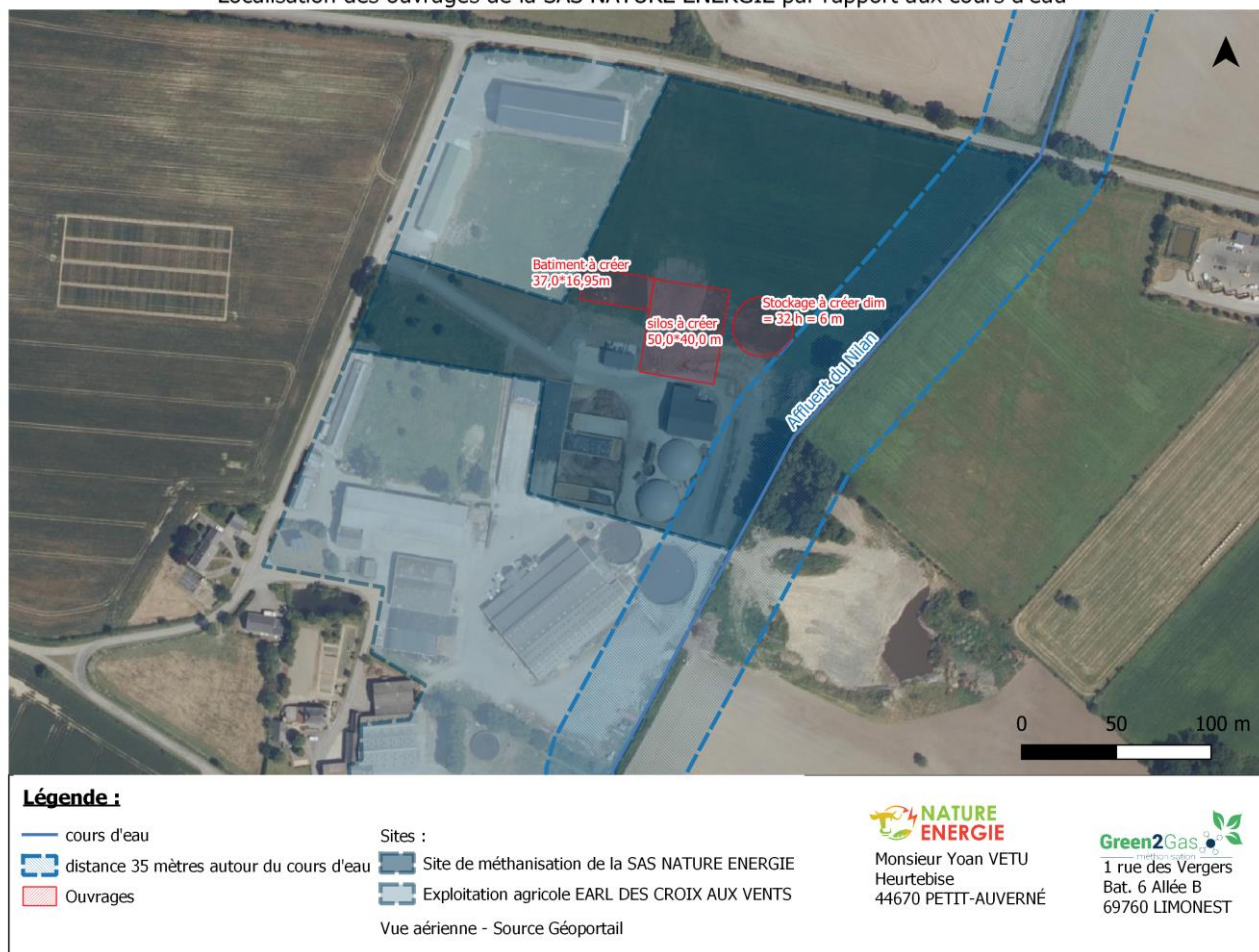 Localisation des ouvrages de la SAS NATURE ENERGIE par rapport aux cours d'eau
Batiment à créer
37,0*16,95m
silos à créer
50,0*40,0 m
Stockage à créer dim
= 32 h = 6 m
Affluent du Nilan
0 50 100 m
Légende :
cours d'eau
distance 35 mètres autour du cours d'eau
Ouvrages
Sites :
Site de méthanisation de la SAS NATURE ENERGIE
Exploitation agricole EARL DES CROIX AUX VENTS
Vue aérienne - Source Géoportail
NATURE
ENERGIE
Monsieur Yoan VETU
Heurtebise
44670 PETIT-AUVERNÉ
Green2Gas
méthanisation
1 rue des Vergers
Bat. 6 Allée B
69760 LIMONEST